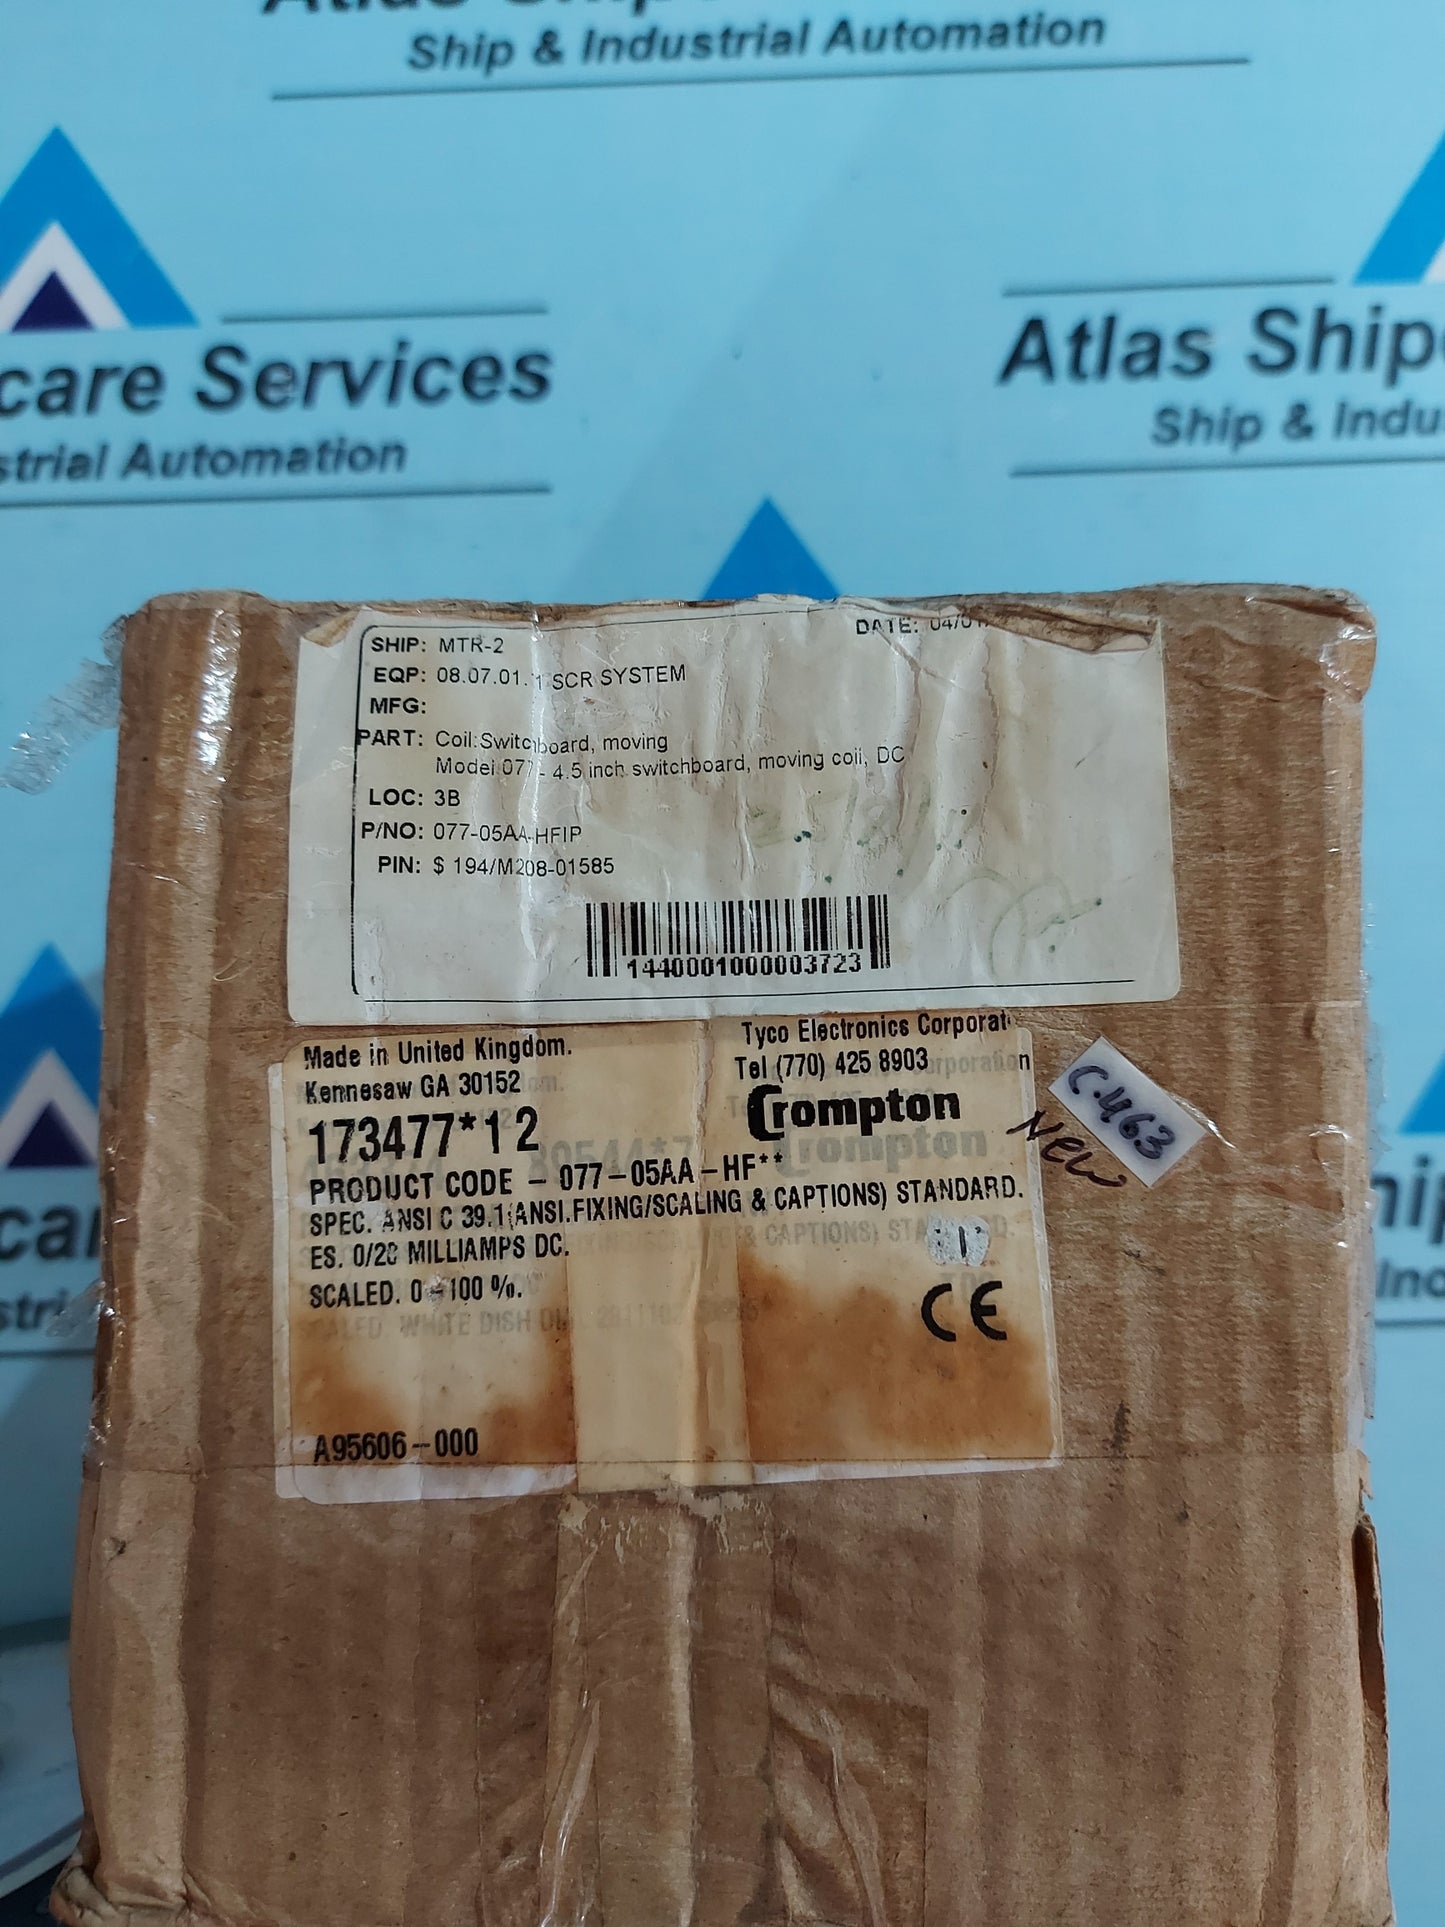 Atlas Ship
Ship & Industrial Automation
care Services
strial Automation
Atlas Shipc
Ship & Indu
SHIP: MTR-2
DATE: 04/01
EQP: 08.07.01.1 SCR SYSTEM
MFG:
PART: Coil:Switchboard, moving
Model:077- 4.5 inch switchboard, moving coil, DC
LOC: 3B
P/NO: 077-05AA-HFIP
PIN: $ 194/M208-01585
1440001000003723
Made in United Kingdom.
Tyco Electronics Corporat
Kennesaw GA 30152
Tel (770) 425 8903
173477*12
Crompton
C.463
New
PRODUCT CODE - 077-05AA-HF**
SPEC. ANSI C 39.1(ANSI.FIXING/SCALING & CAPTIONS) STANDARD.
ES. 0/20 MILLIAMPS DC.
SCALED. 0-100 %.
CE
A95606-000